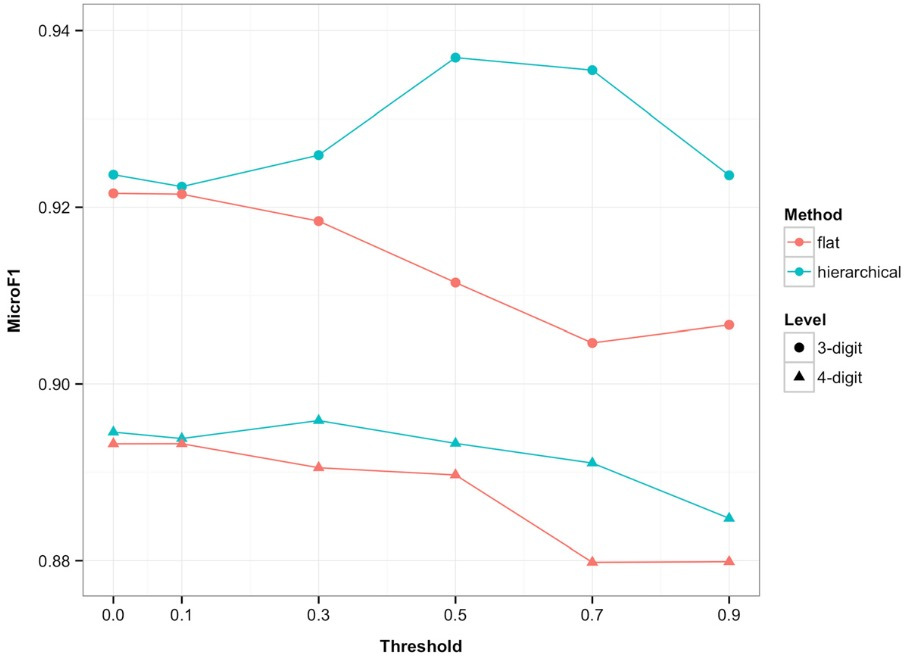 0.94
0.92
0.90
0.88
MicroF1
0.0 0.1 0.3 0.5 0.7 0.9
Threshold
Method
flat
hierarchical
Level
3-digit
4-digit